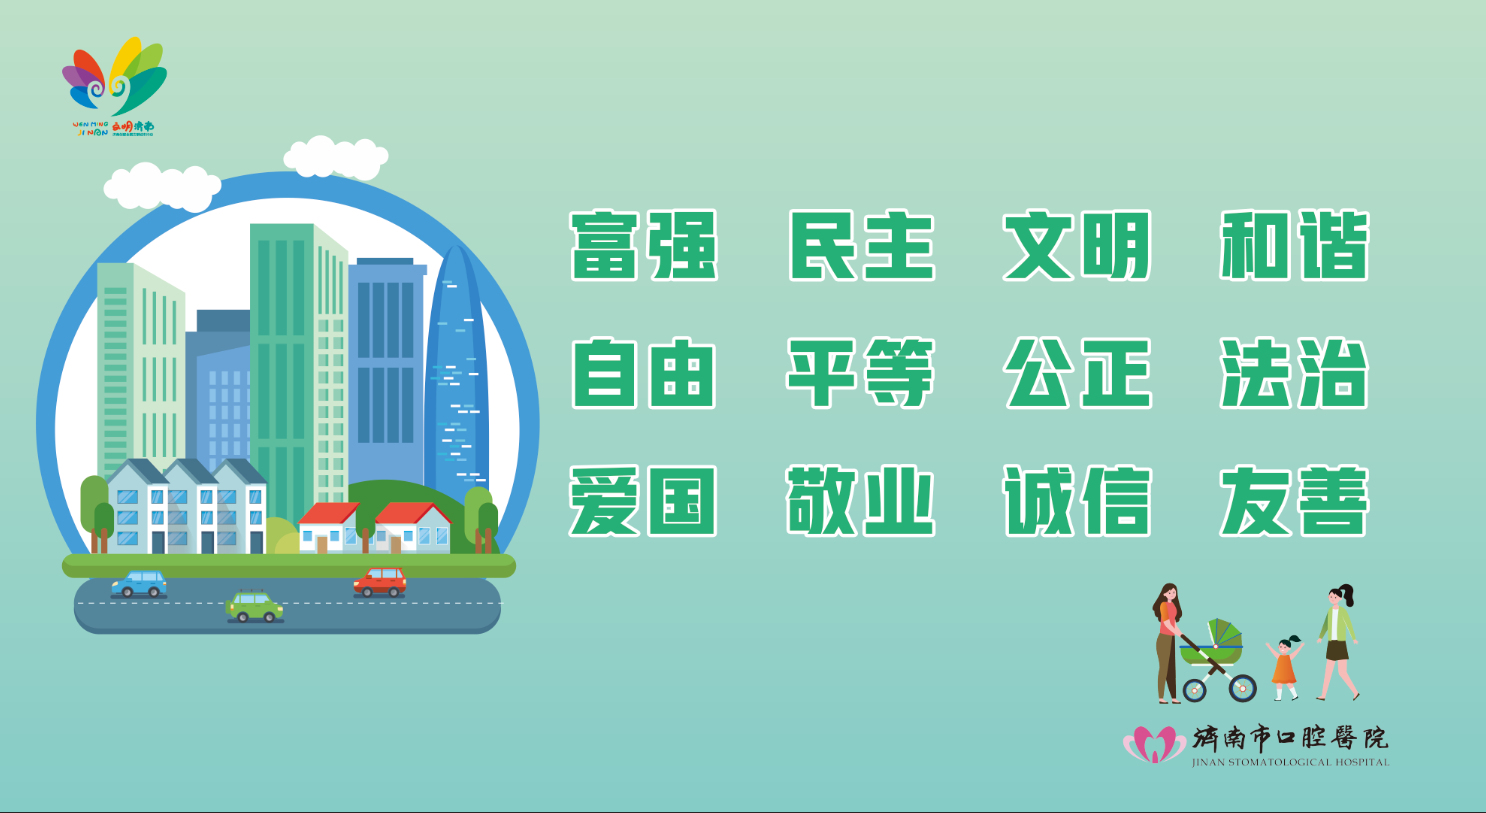 WEN MING
JI NAN
文明济南
富强 民主 文明 和谐
自由 平等 公正 法治
爱国 敬业 诚信 友善
濟南市口腔醫院
JINAN STOMATOLOGICAL HOSPITAL